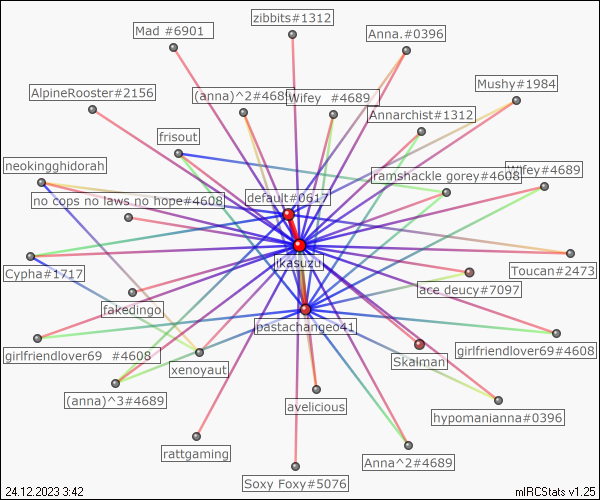 zibbits#1312
Mad #6901
Anna.#0396
Mushy#1984
AlpineRooster#2156
(anna)^2#4689
Wifey  #4689
Annarchist#1312
frisout
neokingghidorah
ramshackle gorey#4608
Wifey#4689
no cops no laws no hope#4608
default#0617
ikasuzu
Cypha#1717
Toucan#2473
ace_deucy#7097
fakedingo
pastachangeo41
girlfriendlover69  #4608
girlfriendlover69#4608
xenoyaut
Skalman
(anna)^3#4689
avelicious
hypomanianna#0396
rattgaming
Anna^2#4689
Soxy Foxy#5076
24.12.2023 3:42
mIRCStats v1.25